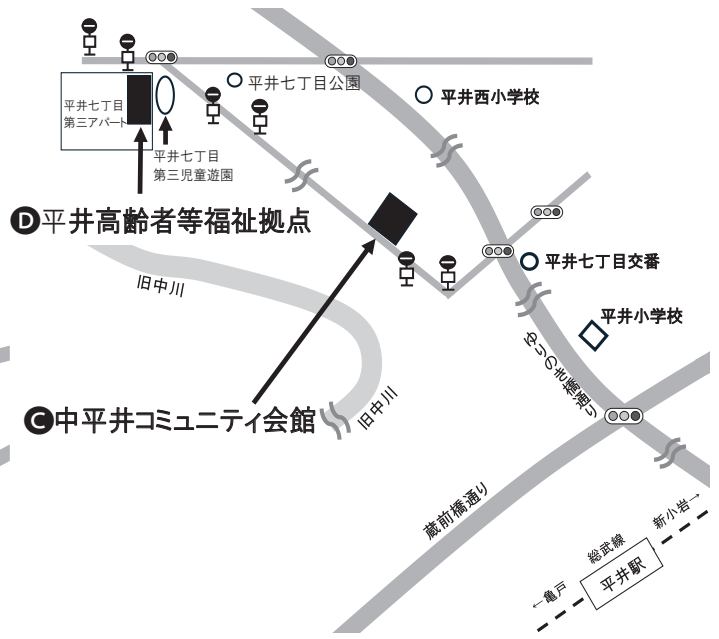 平井七丁目公園
平井西小学校
平井七丁目
第三アパート
平井七丁目
第三児童遊園
D平井高齢者等福祉拠点
平井七丁目交番
旧中川
平井小学校
ゆりのき橋通り
C中平井コミュニティ会館
旧中川
蔵前橋通り
新小岩→
総武線
平井駅
←亀戸